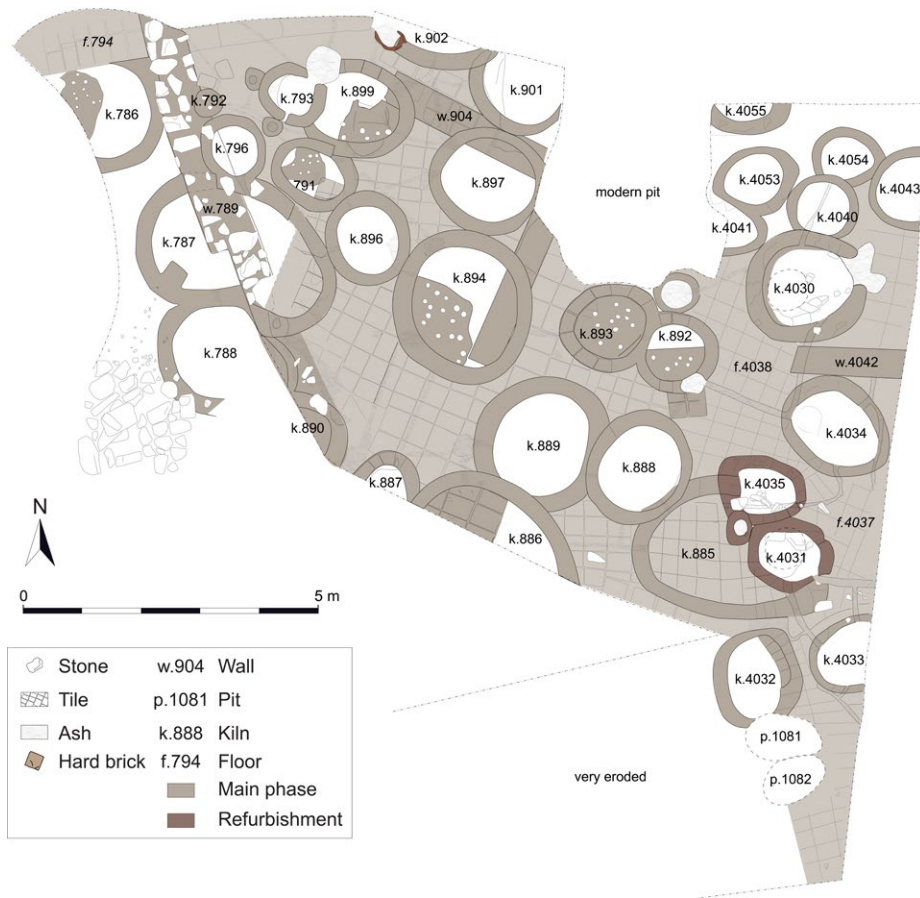 f.794
k.902
k.786
k.792
k.793
k.899
k.901
w.904
k.4055
k.796
791
k.897
modern pit
k.4054
k.4053
k.4043
w.789
k.4041
k.4040
k.787
k.896
k.894
k.4030
k.788
k.893
k.892
f.4038
w.4042
k.890
k.889
k.888
k.4034
k.887
k.4035
k.886
k.885
f.4037
k.4031
N
0
5 m
k.4033
k.4032
Stone w.904 Wall
Tile p.1081 Pit
Ash k.888 Kiln
Hard brick f.794 Floor
Main phase
Refurbishment
p.1081
p.1082
very eroded